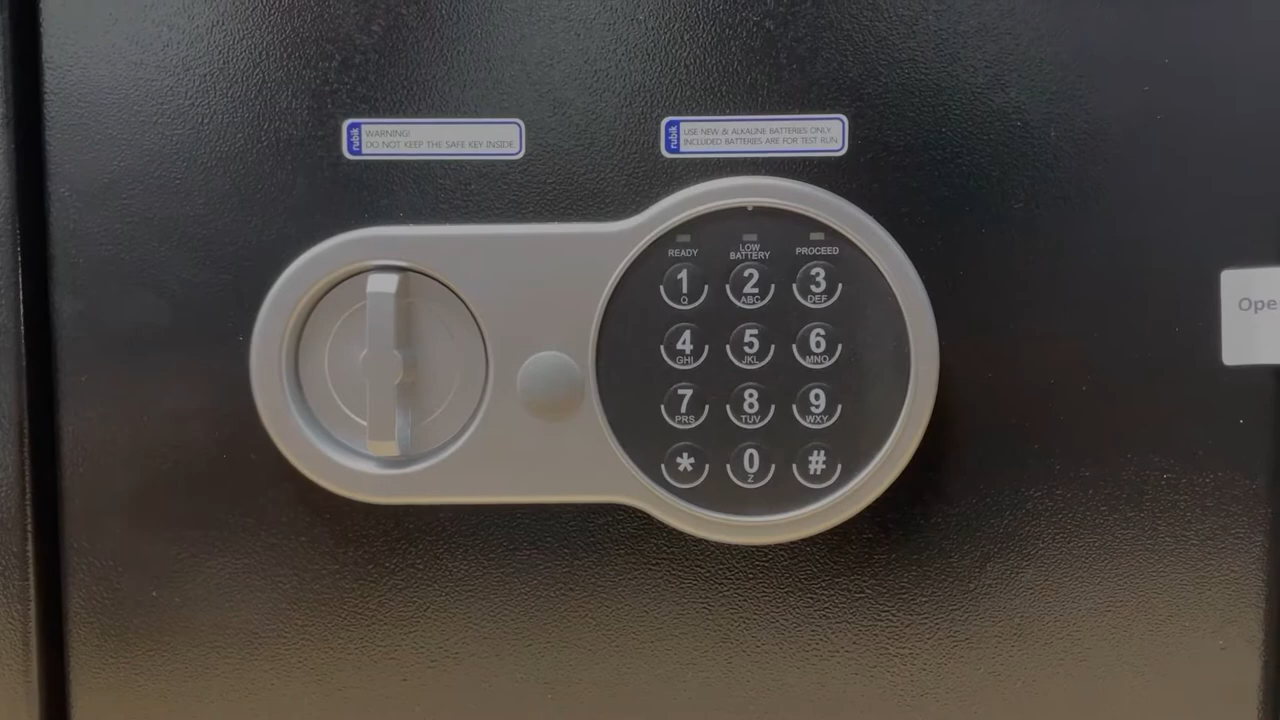 rubik
WARNING!
DO NOT KEEP THE SAFE KEY INSIDE.
rubik
USE NEW & ALKALINE BATTERIES ONLY.
INCLUDED BATTERIES ARE FOR TEST RUN
READY
LOW
BATTERY
PROCEED
1 2 3
Q ABC DEF
4 5 6
GHI JKL MNO
7 8 9
PRS TUV WXY
* 0 #
Z
Ope